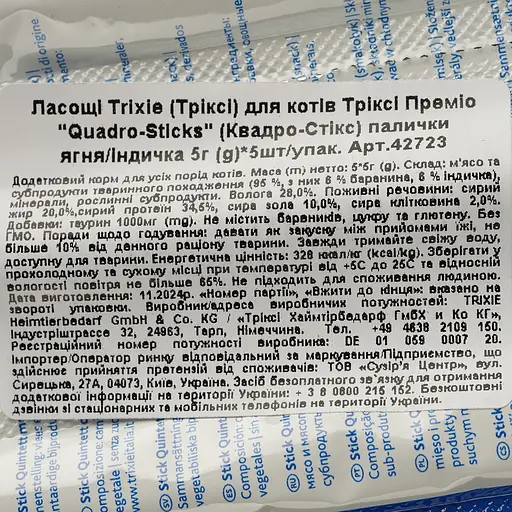 Ласощі Trixie (Тріксі) для котів Тріксі Преміо
"Quadro-Sticks" (Квадро-Стікс) палички
ягня/індичка 5г (g)*5шт/упак. Арт.42723
Додатковий корм для усіх порід котів. Маса (m) нетто: 5*5г (g). Склад: м'ясо та
субпродукти тваринного походження (95 %, з них 6 % баранина, 6 % індичка),
мінерали, рослинні субпродукти. Волога 28,0%. Поживні речовини: сирий
жир 20,0%,сирий протеїн 34,5%, сира зола 10,0%, сира клітковина 2,0%.
Добавки: таурин 1000мг (mg). Не містить барвників, цукру та глютену. Без
ГМО. Поради щодо годування: давати як закуску між прийомами їжі, не
більше 10% від данного раціону тварини. Завжди тримайте свіжу воду,
доступну для тварини. Енергетична цінність: 328 ккал/кг (kcal/kg). Зберігати у
прохолодному та сухому місці при температурі від +5С до 26С та відносній
вологості повітря не більше 65%. Не підходить для споживання людиною.
Дата виготовлення: 11.2024р. «Номер партії», «Вжити до кінця»: вказано на
звороті упаковки. Виробник/адреса виробничих потужностей: TRIXIE
Heimtierbedarf GmbH & Co. KG / «Тріксі Хаймтірбедарф ГмбХ и Ко КГ»,
Індустріштрассе 32, 24963, Тарп, Німеччина. Тел. +49 4638 2109 150.
Реєстраційний номер потужності виробника: DE 01 059 0007 20.
Імпортер/Оператор ринку відповідальний за маркування/Підприємство, що
здійснює прийняття претензій від споживачів: ТОВ «Сузір'я Центр», вул.
Сирецька, 27А, 04073, Київ, Україна. Засіб безплатного зв`язку для отримання
додаткової інформації на території України: + 3 8 0800 215 152. Безкоштовні
дзвінки зі стаціонарних та мобільних телефонів на території України.